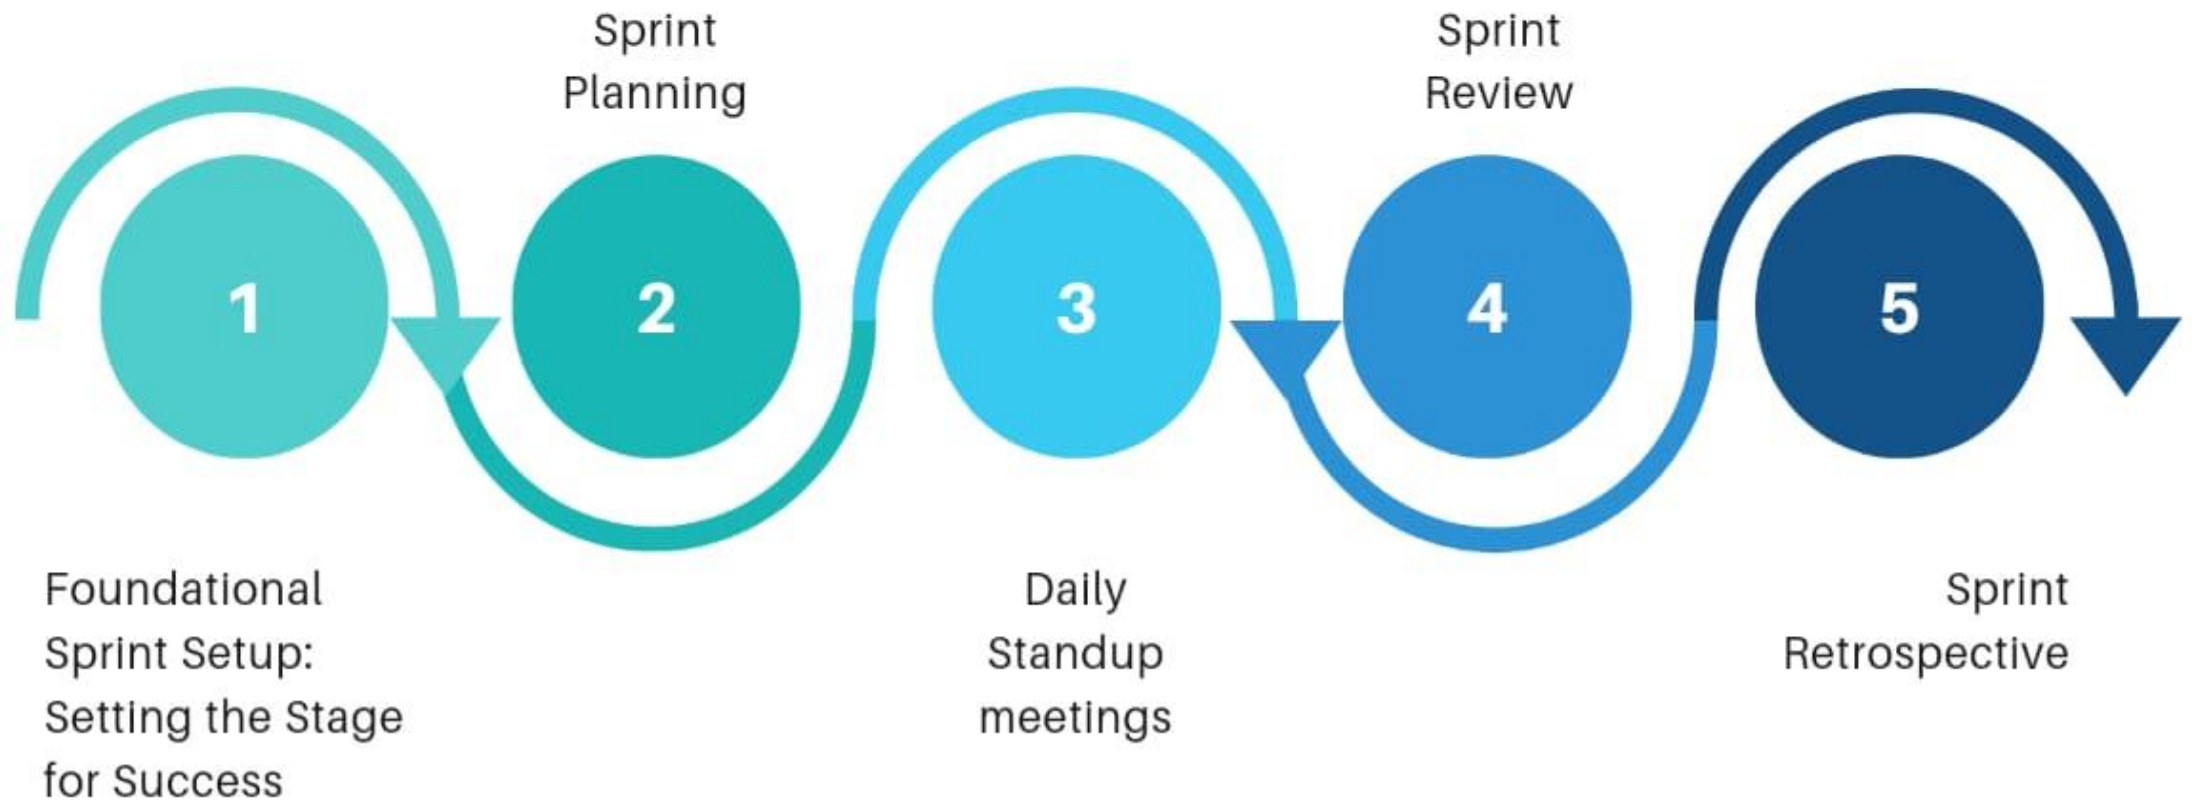 1
Foundational
Sprint Setup:
Setting the Stage
for Success
Sprint
Planning
2
3
Daily
Standup
meetings
Sprint
Review
4
5
Sprint
Retrospective